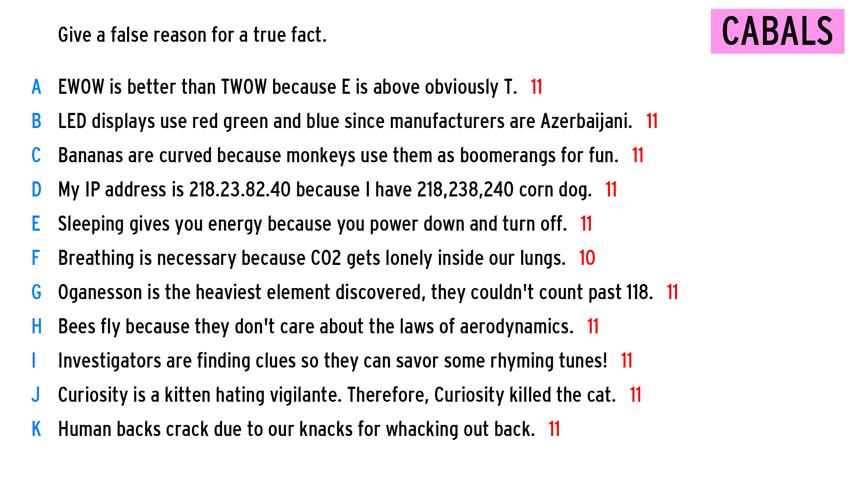 Give a false reason for a true fact.
CABALS
A EWOW is better than TWOW because E is above obviously T. 11
B LED displays use red green and blue since manufacturers are Azerbaijani. 11
C Bananas are curved because monkeys use them as boomerangs for fun. 11
D My IP address is 218.23.82.40 because I have 218,238,240 corn dog. 11
E Sleeping gives you energy because you power down and turn off. 11
F Breathing is necessary because CO2 gets lonely inside our lungs. 10
G Oganesson is the heaviest element discovered, they couldn't count past 118. 11
H Bees fly because they don't care about the laws of aerodynamics. 11
I Investigators are finding clues so they can savor some rhyming tunes! 11
J Curiosity is a kitten hating vigilante. Therefore, Curiosity killed the cat. 11
K Human backs crack due to our knacks for whacking out back. 11